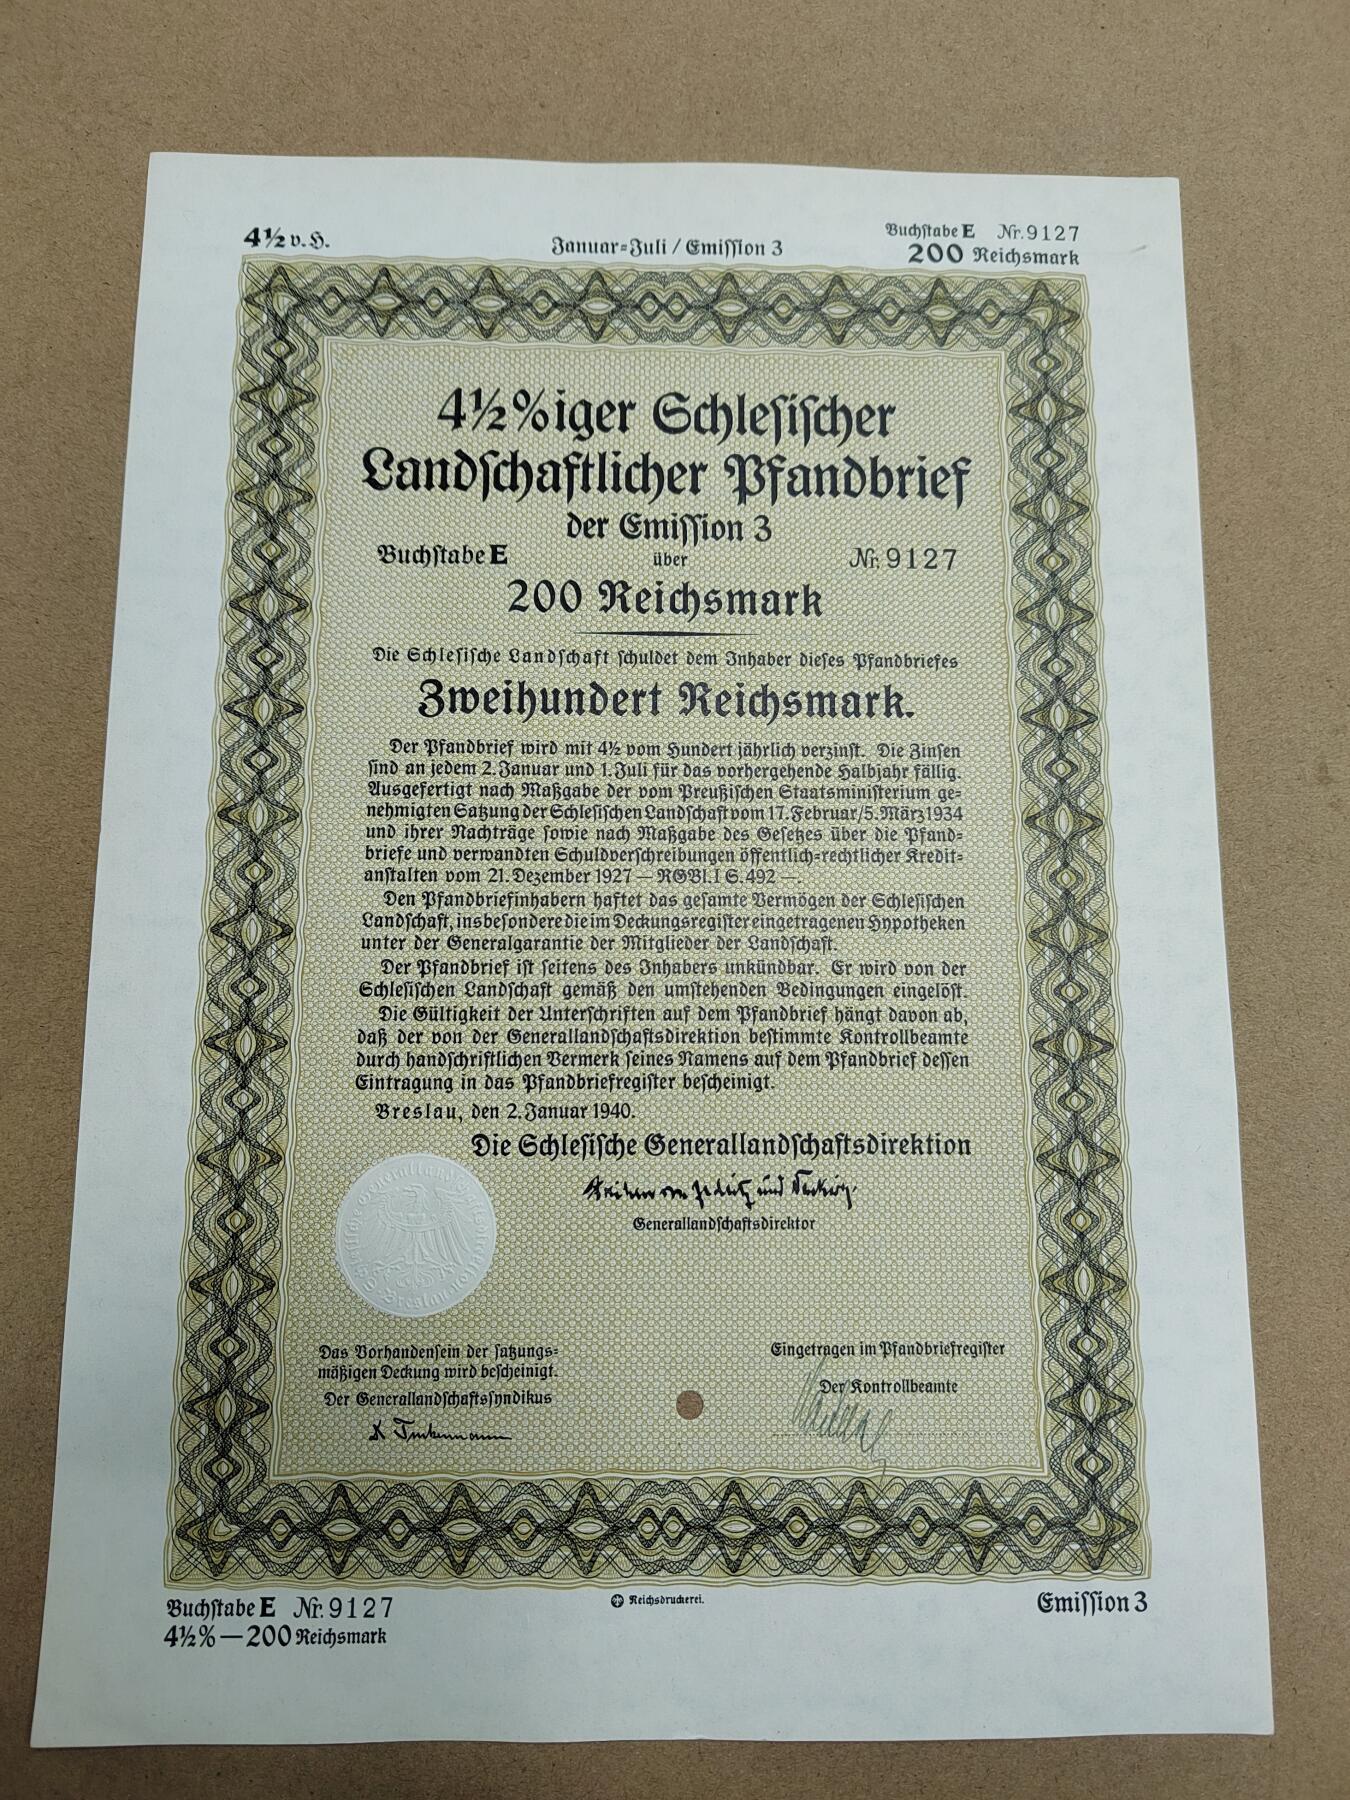 4½ v. H.
Januar-Juli / Emission 3
Buchstabe E Nr. 9127
200 Reichsmark
4½%iger Schlesischer
Landschaftlicher Pfandbrief
der Emission 3
Buchstabe E über Nr. 9127
200 Reichsmark
Die Schlesische Landschaft schuldet dem Inhaber dieses Pfandbriefes
Zweihundert Reichsmark.
Der Pfandbrief wird mit 4½ vom Hundert jährlich verzinst. Die Zinsen
sind an jedem 2. Januar und 1. Juli für das vorhergehende Halbjahr fällig.
Ausgefertigt nach Maßgabe der vom Preußischen Staatsministerium ge-
nehmigten Satzung der Schlesischen Landschaft vom 17. Februar/5. März 1934
und ihrer Nachträge sowie nach Maßgabe des Gesetzes über die Pfand-
briefe und verwandten Schuldverschreibungen öffentlich-rechtlicher Kredit-
anstalten vom 21. Dezember 1927 — RGBl. I S. 492 —.
Den Pfandbriefinhabern haftet das gesamte Vermögen der Schlesischen
Landschaft, insbesondere die im Deckungsregister eingetragenen Hypotheken
unter der Generalgarantie der Mitglieder der Landschaft.
Der Pfandbrief ist seitens des Inhabers unkündbar. Er wird von der
Schlesischen Landschaft gemäß den umstehenden Bedingungen eingelöst.
Die Gültigkeit der Unterschriften auf dem Pfandbrief hängt davon ab,
daß der von der Generallandschaftsdirektion bestimmte Kontrollbeamte
durch handschriftlichen Vermerk seines Namens auf dem Pfandbrief dessen
Eintragung in das Pfandbriefregister bescheinigt.
Breslau, den 2. Januar 1940.
Die Schlesische Generallandschaftsdirektion
Generallandschaftsdirektor
Schlesische Generallandschaftsdirektion
Breslau
Das Vorhandensein der satzungs-
mäßigen Deckung wird bescheinigt.
Der Generallandschaftssyndikus
Eingetragen im Pfandbriefregister
Der Kontrollbeamte
Buchstabe E Nr. 9127
4½% — 200 Reichsmark
Reichsdruckerei.
Emission 3